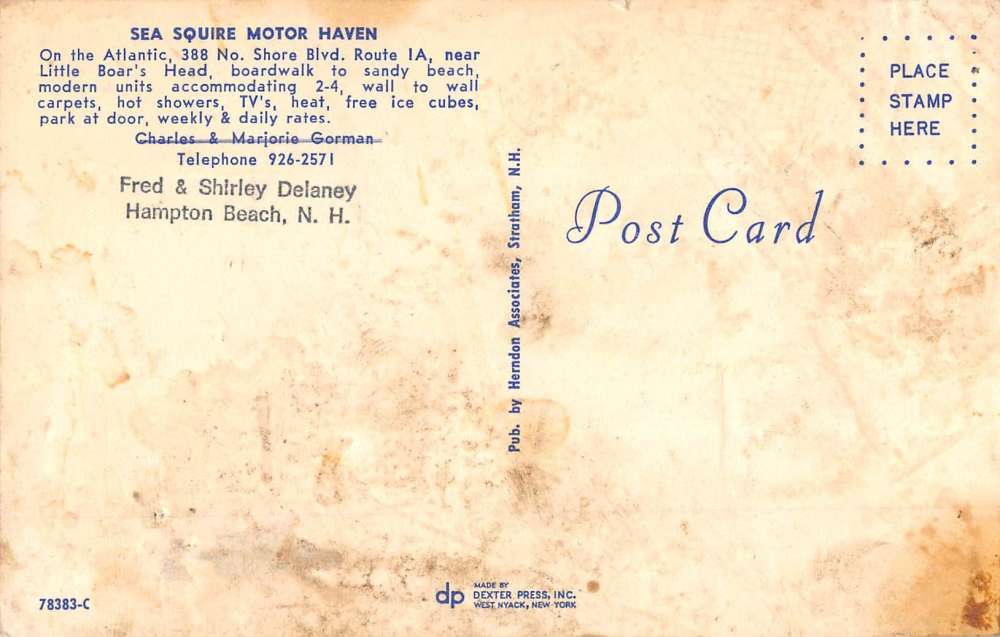 SEA SQUIRE MOTOR HAVEN
On the Atlantic, 388 No. Shore Blvd. Route 1A, near
Little Boar's Head, boardwalk to sandy beach,
modern units accommodating 2-4, wall to wall
carpets, hot showers, TV's, heat, free ice cubes,
park at door, weekly & daily rates.
Charles & Marjorie Gorman
Telephone 926-2571
Fred & Shirley Delaney
Hampton Beach, N. H.
Pub. by Herndon Associates, Stratham, N.H.
PLACE
STAMP
HERE
Post Card
78383-C
dp
MADE BY
DEXTER PRESS, INC.
WEST NYACK, NEW YORK